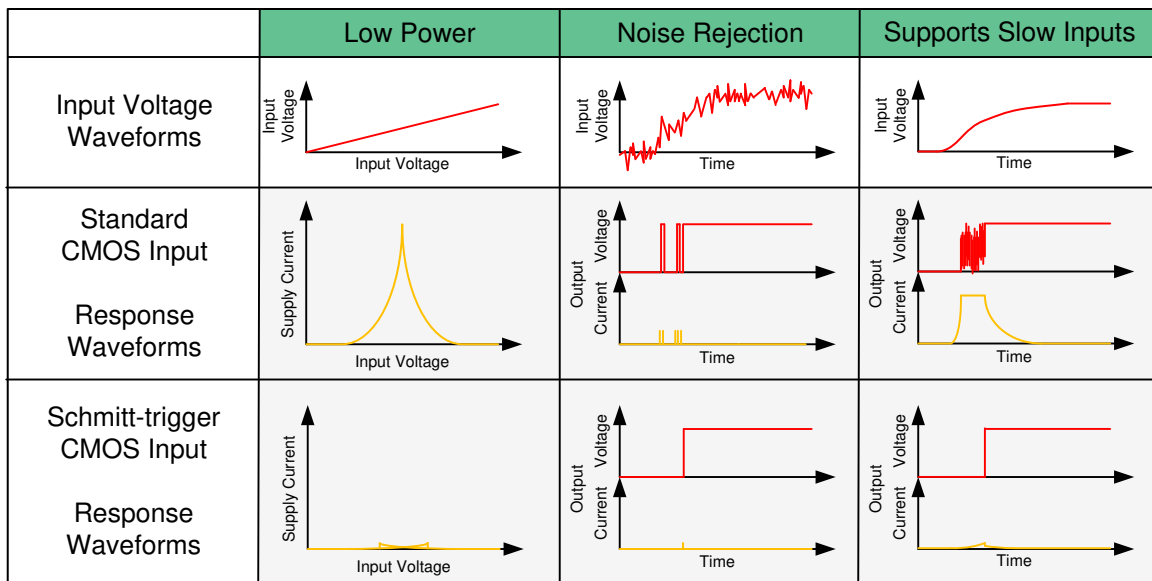 Low Power
Noise Rejection
Supports Slow Inputs
Input Voltage
Waveforms
Input
Voltage
Input Voltage
Input
Voltage
Time
Input
Voltage
Time
Standard
CMOS Input
Response
Waveforms
Supply Current
Input Voltage
Output
Voltage
Current
Time
Output
Voltage
Current
Time
Schmitt-trigger
CMOS Input
Response
Waveforms
Supply Current
Input Voltage
Output
Voltage
Current
Time
Output
Voltage
Current
Time